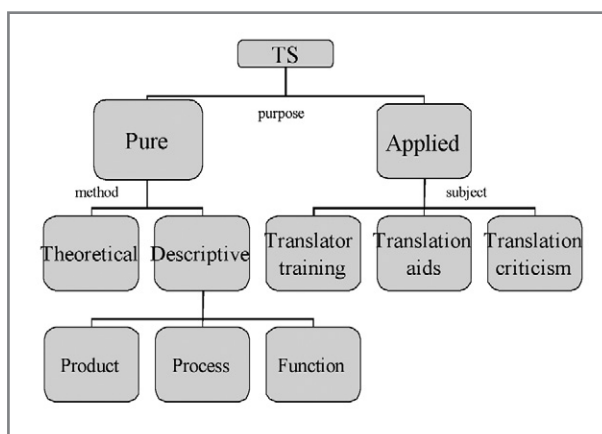 TS
purpose
Pure
Applied
method
subject
Theoretical
Descriptive
Translator
training
Translation
aids
Translation
criticism
Product
Process
Function